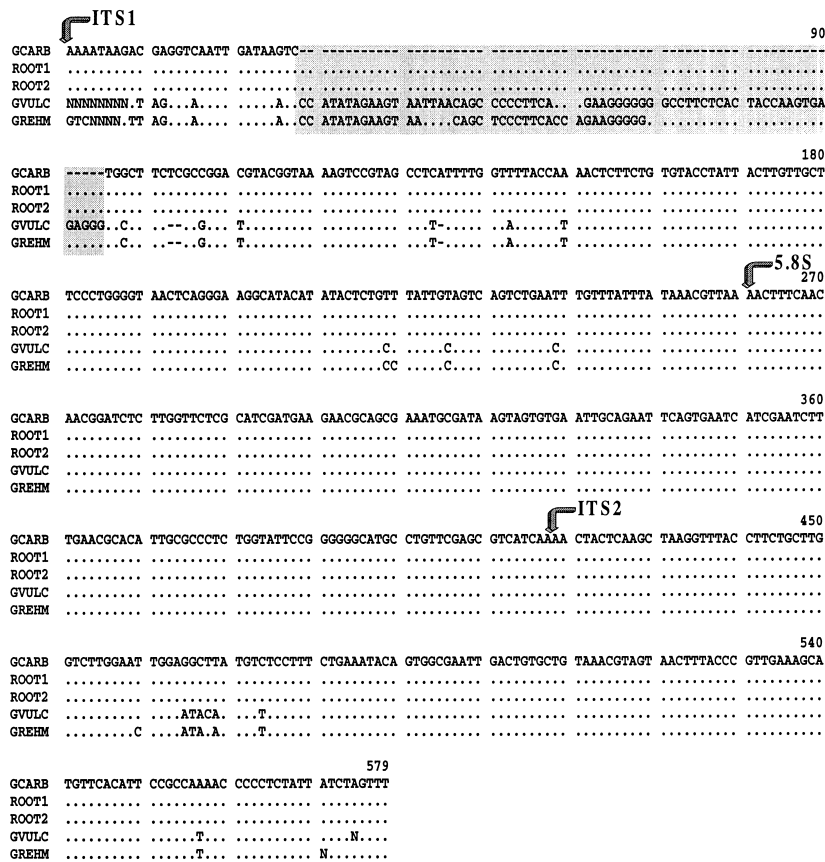 ITS1
90
GCARB AAAATAAGAC GAGGTCAATT GATAAGTC-- ---------- ---------- ---------- ---------- ---------- ----------
ROOT1 .......... .......... .......... .......... .......... .......... .......... .......... ..........
ROOT2 .......... .......... .......... .......... .......... .......... .......... .......... ..........
GVULC NNNNNNNN.T AG...A.... .....A..CC ATATAGAAGT AATTAACAGC CCCCTTCA.. .GAAGGGGGG GCCTTCTCAC TACCAAGTGA
GREHM GTCNNNN.TT AG...A.... .....A..CC ATATAGAAGT AA....CAGC TCCCTTCACC AGAAGGGGG. .......... ..........
180
GCARB -----TGGCT TCTCGCCGGA CGTACGGTAA AAGTCCGTAG CCTCATTTTG GTTTTACCAA AACTCTTCTG TGTACCTATT ACTTGTTGCT
ROOT1 .......... .......... .......... .......... .......... .......... .......... .......... ..........
ROOT2 .......... .......... .......... .......... .......... .......... .......... .......... ..........
GVULC GAGGG..C.. ..--..G... .T........ .......... ....T-.... ...A.....T .......... .......... ..........
GREHM .......C.. ..--..G... .T........ .......... ....T-.... ...A.....T .......... .......... ..........
5.8S
270
GCARB TCCCTGGGGT AACTCAGGGA AGGCATACAT ATACTCTGTT TATTGTAGTC AGTCTGAATT TGTTTATTTA TAAACGTTAA AACTTTCAAC
ROOT1 .......... .......... .......... .......... .......... .......... .......... .......... ..........
ROOT2 .......... .......... .......... .......... .......... .......... .......... .......... ..........
GVULC .......... .......... .......... ........C. .....C.... ........C. .......... .......... ..........
GREHM .......... .......... .......... ........CC .....C.... ........C. .......... .......... ..........
360
GCARB AACGGATCTC TTGGTTCTCG CATCGATGAA GAACGCAGCG AAATGCGATA AGTAGTGTGA ATTGCAGAAT TCAGTGAATC ATCGAATCTT
ROOT1 .......... .......... .......... .......... .......... .......... .......... .......... ..........
ROOT2 .......... .......... .......... .......... .......... .......... .......... .......... ..........
GVULC .......... .......... .......... .......... .......... .......... .......... .......... ..........
GREHM .......... .......... .......... .......... .......... .......... .......... .......... ..........
ITS2
450
GCARB TGAACGCACA TTGCGCCCTC TGGTATTCCG GGGGGCATGC CTGTTCGAGC GTCATCAAAA CTACTCAAGC TAAGGTTTAC CTTCTGCTTG
ROOT1 .......... .......... .......... .......... .......... .......... .......... .......... ..........
ROOT2 .......... .......... .......... .......... .......... .......... .......... .......... ..........
GVULC .......... .......... .......... .......... .......... .......... .......... .......... ..........
GREHM .......... .......... .......... .......... .......... .......... .......... .......... ..........
540
GCARB GTCTTGGAAT TGGAGGCTTA TGTCTCCTTT CTGAAATACA GTGGCGAATT GACTGTGCTG TAAACGTAGT AACTTTACCC GTTGAAAGCA
ROOT1 .......... .......... .......... .......... .......... .......... .......... .......... ..........
ROOT2 .......... .......... .......... .......... .......... .......... .......... .......... ..........
GVULC .......... ....ATACA. ....T..... .......... .......... .......... .......... .......... ..........
GREHM .........C ....ATA.A. ....T..... .......... .......... .......... .......... .......... ..........
579
GCARB TGTTCACATT CCGCCAAAAC CCCCTCTATT ATCTAGTTT
ROOT1 .......... .......... .......... .........
ROOT2 .......... .......... .......... .........
GVULC .......... ......T... .......... ....N....
GREHM .......... ......T... .......... N........